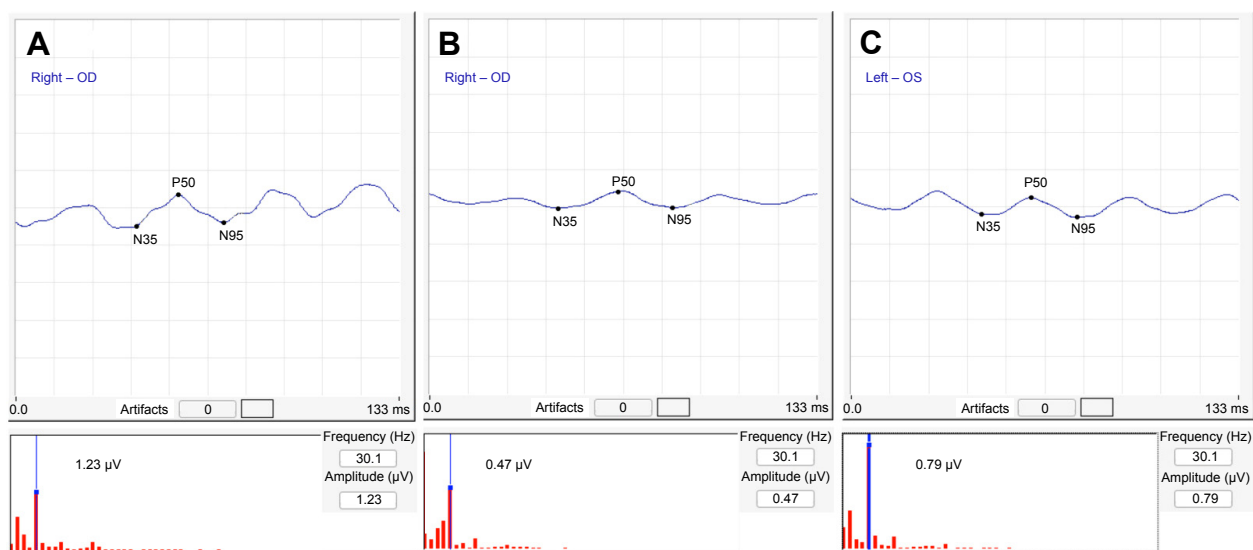 A
Right – OD
P50
N35
N95
0.0
Artifacts
0
133 ms
1.23 µV
Frequency (Hz)
30.1
Amplitude (µV)
1.23
B
Right – OD
P50
N35
N95
0.0
Artifacts
0
133 ms
0.47 µV
Frequency (Hz)
30.1
Amplitude (µV)
0.47
C
Left – OS
P50
N35
N95
0.0
Artifacts
0
133 ms
0.79 µV
Frequency (Hz)
30.1
Amplitude (µV)
0.79